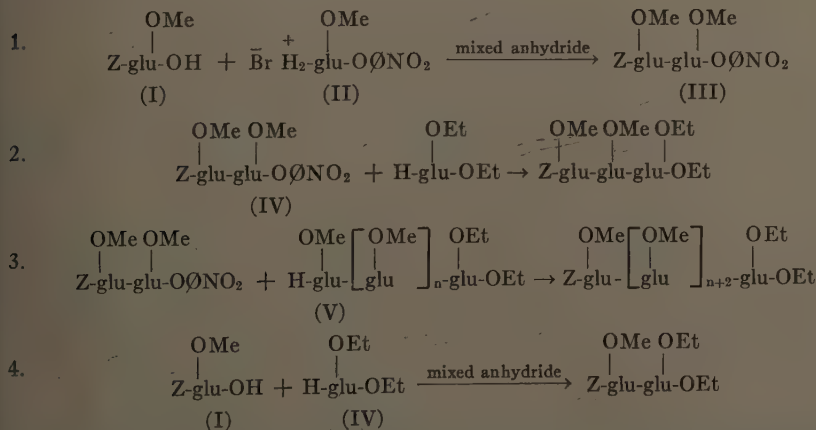 OMe OMe OMe OMe
1. Z-glu-OH + B̄r H₂⁺-glu-OØNO₂ mixed anhydride → Z-glu-glu-OØNO₂
(I) (II) (III)
OMe OMe OEt OMe OMe OEt
2. Z-glu-glu-OØNO₂ + H-glu-OEt → Z-glu-glu-glu-OEt
(IV)
OMe OMe OMe OMe OEt OMe OMe OEt
3. Z-glu-glu-OØNO₂ + H-glu-[glu]ₙ-glu-OEt → Z-glu-[glu]ₙ₊₂-glu-OEt
(V)
OMe OEt OMe OEt
4. Z-glu-OH + H-glu-OEt mixed anhydride → Z-glu-glu-OEt
(I) (IV)